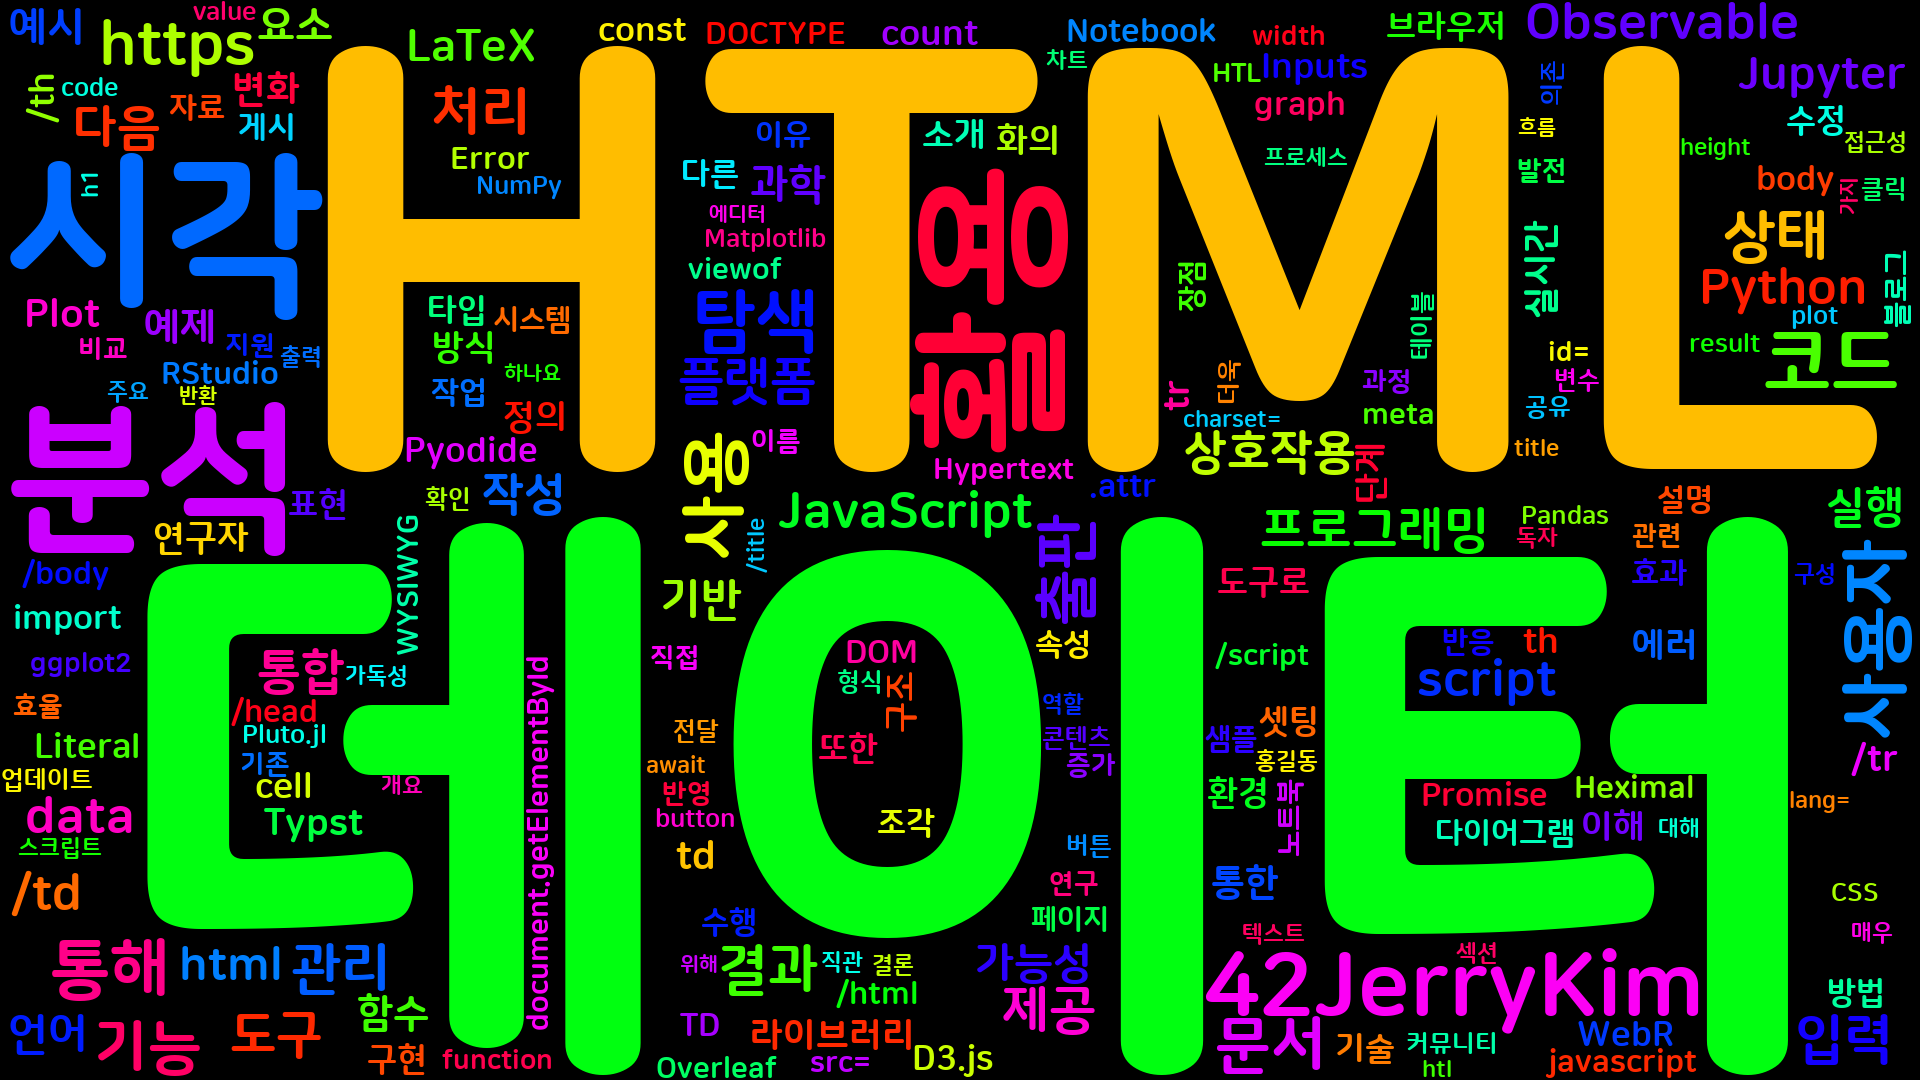 예시
value
https
요소
LaTeX
const
DOCTYPE
count
Notebook
차트
width
브라우저
Observable
/th
code
변화
HTL
Inputs
의존
Jupyter
다음
자료
게시
처리
HTML
이유
소개
화의
graph
프로세스
흐름
수정
접근성
height
Error
NumPy
h1
시각
다른
과학
에디터
Matplotlib
viewof
활용
발전
body
가지
클릭
상태
실시간
장점
테이블
Python
plot
블로그
Plot
예제
비교
지원
출력
RStudio
주요
반환
타입
시스템
방식
하나요
작업
정의
탐색
플랫폼
더욱
tr
과정
id=
변수
result
코드
charset=
meta
공유
title
분석
표현
Pyodide
확인
작성
사용
이름
Hypertext
상호작용
단계
.attr
JavaScript
연구자
WYSIWYG
/title
출판
프로그래밍
Pandas
독자
설명
관련
실행
/body
import
ggplot2
데이터
기반
도구로
효과
구성
사용자
통합
가독성
document.getElementById
직접
DOM
형식
구조
속성
/script
반응
th
script
에러
효율
/head
Pluto.jl
Literal
기존
업데이트
cell
개요
전달
await
또한
역할
콘텐츠
증가
샘플
셋팅
홍길동
/tr
data
Typst
스크립트
반영
button
조각
환경
노트북
Promise
Heximal
다이어그램
이해
대해
lang=
td
버튼
/td
연구
통한
페이지
css
매우
수행
텍스트
섹션
통해
html
관리
위해
결과
직관
결론
가능성
42JerryKim
방법
/html
제공
함수
언어
기능
도구
구현
function
TD
라이브러리
Overleaf
src=
D3.js
문서
기술
커뮤니티
htl
WebR
javascript
입력